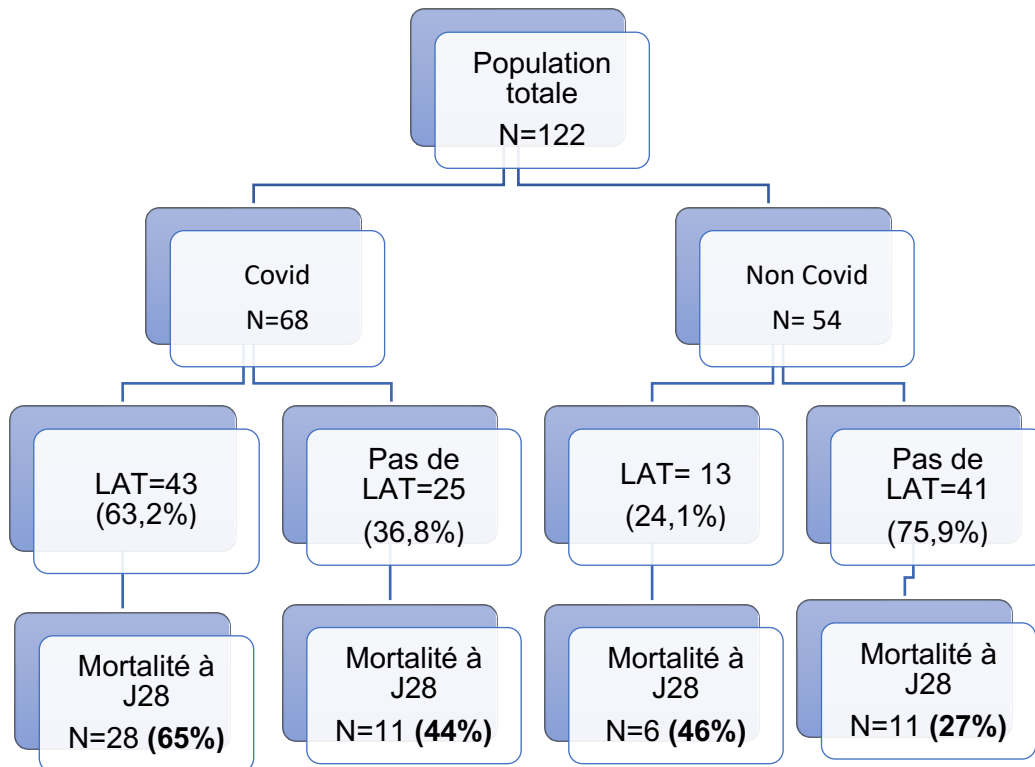 Population
totale
N=122
Covid
N=68
Non Covid
N= 54
LAT=43
(63,2%)
Pas de
LAT=25
(36,8%)
LAT= 13
(24,1%)
Pas de
LAT=41
(75,9%)
Mortalité à
J28
N=28 (65%)
Mortalité à
J28
N=11 (44%)
Mortalité à
J28
N=6 (46%)
Mortalité à
J28
N=11 (27%)